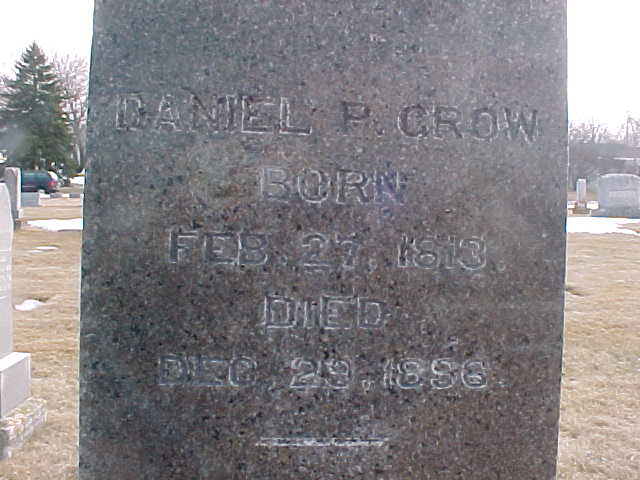 DANIEL P. CROW
BORN
FEB. 27. 1813.
DIED
DEC. 29. 1896.